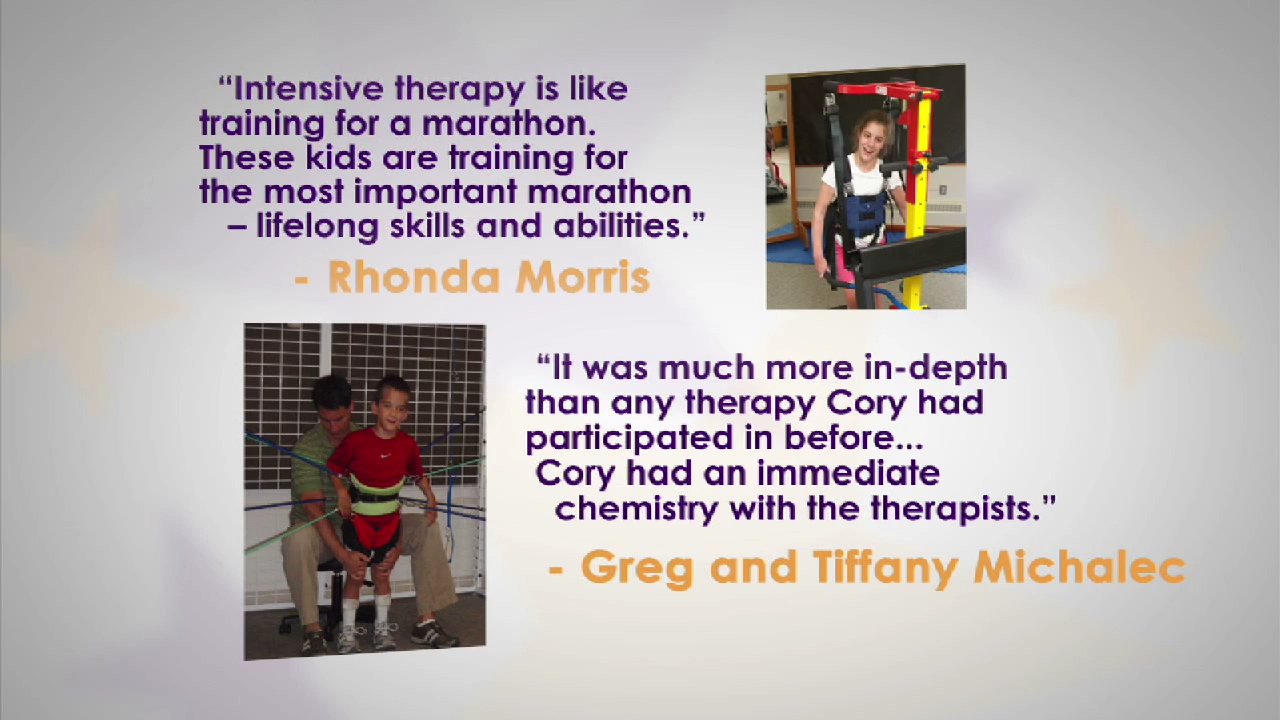 “Intensive therapy is like
training for a marathon.
These kids are training for
the most important marathon
– lifelong skills and abilities.”
- Rhonda Morris
“It was much more in-depth
than any therapy Cory had
participated in before...
Cory had an immediate
chemistry with the therapists.”
- Greg and Tiffany Michalec